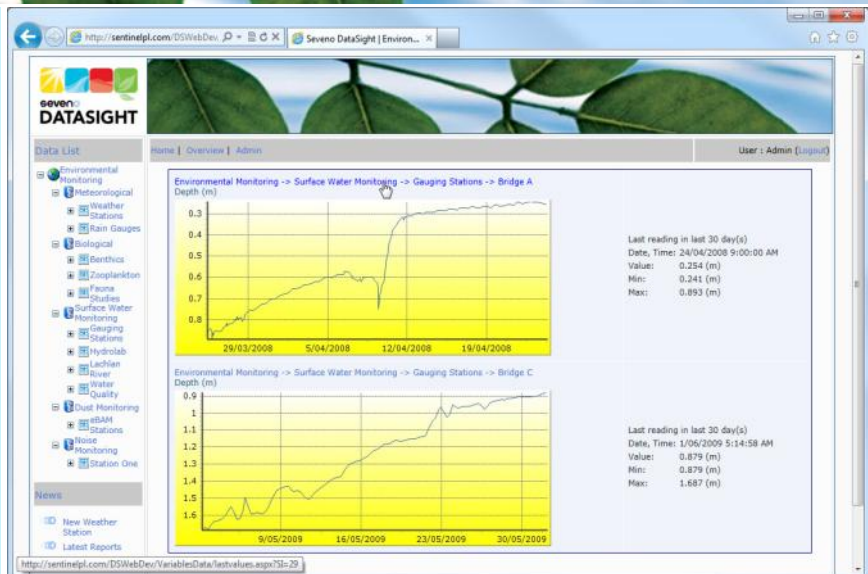 http://sentinelpl.com/DSWebDev
Seveno DataSight | Environ...
seveno
DATASIGHT
Data List
Home | Overview | Admin
User : Admin (Logout)
Environmental
Monitoring
Meteorological
Weather
Stations
Rain Gauges
Biological
Benthics
Zooplankton
Fauna
Studies
Surface Water
Monitoring
Gauging
Stations
Hydrolab
Lachlan
River
Water
Quality
Dust Monitoring
eBAM
Stations
Noise
Monitoring
Station One
News
New Weather
Station
Latest Reports
Environmental Monitoring -> Surface Water Monitoring -> Gauging Stations -> Bridge A
Depth (m)
0.3
0.4
0.5
0.6
0.7
0.8
29/03/2008 5/04/2008 12/04/2008 19/04/2008
Last reading in last 30 day(s)
Date, Time: 24/04/2008 9:00:00 AM
Value: 0.254 (m)
Min: 0.241 (m)
Max: 0.893 (m)
Environmental Monitoring -> Surface Water Monitoring -> Gauging Stations -> Bridge C
Depth (m)
0.9
1
1.1
1.2
1.3
1.4
1.5
1.6
9/05/2009 16/05/2009 23/05/2009 30/05/2009
Last reading in last 30 day(s)
Date, Time: 1/06/2009 5:14:58 AM
Value: 0.879 (m)
Min: 0.879 (m)
Max: 1.687 (m)
http://sentinelpl.com/DSWebDev/VariablesData/lastvalues.aspx?SI=29